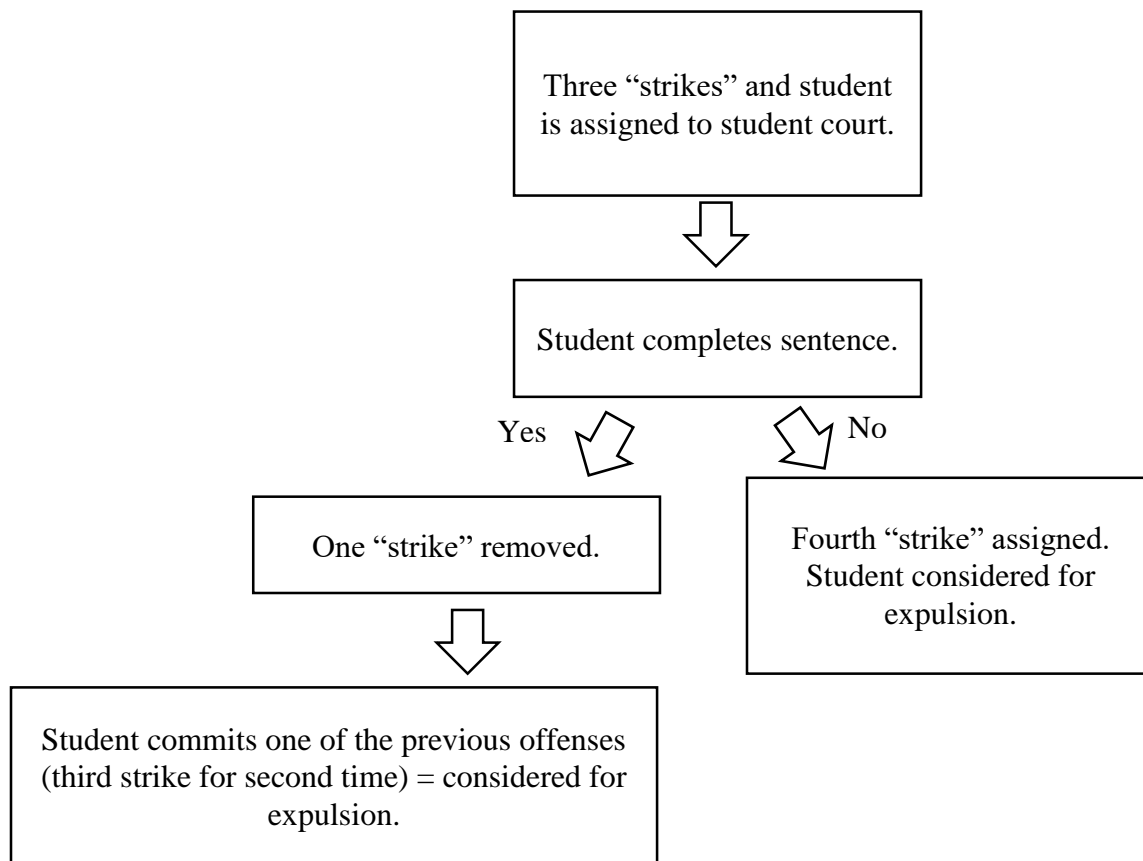 Three “strikes” and student
is assigned to student court.
Student completes sentence.
Yes
No
One “strike” removed.
Fourth “strike” assigned.
Student considered for
expulsion.
Student commits one of the previous offenses
(third strike for second time) = considered for
expulsion.